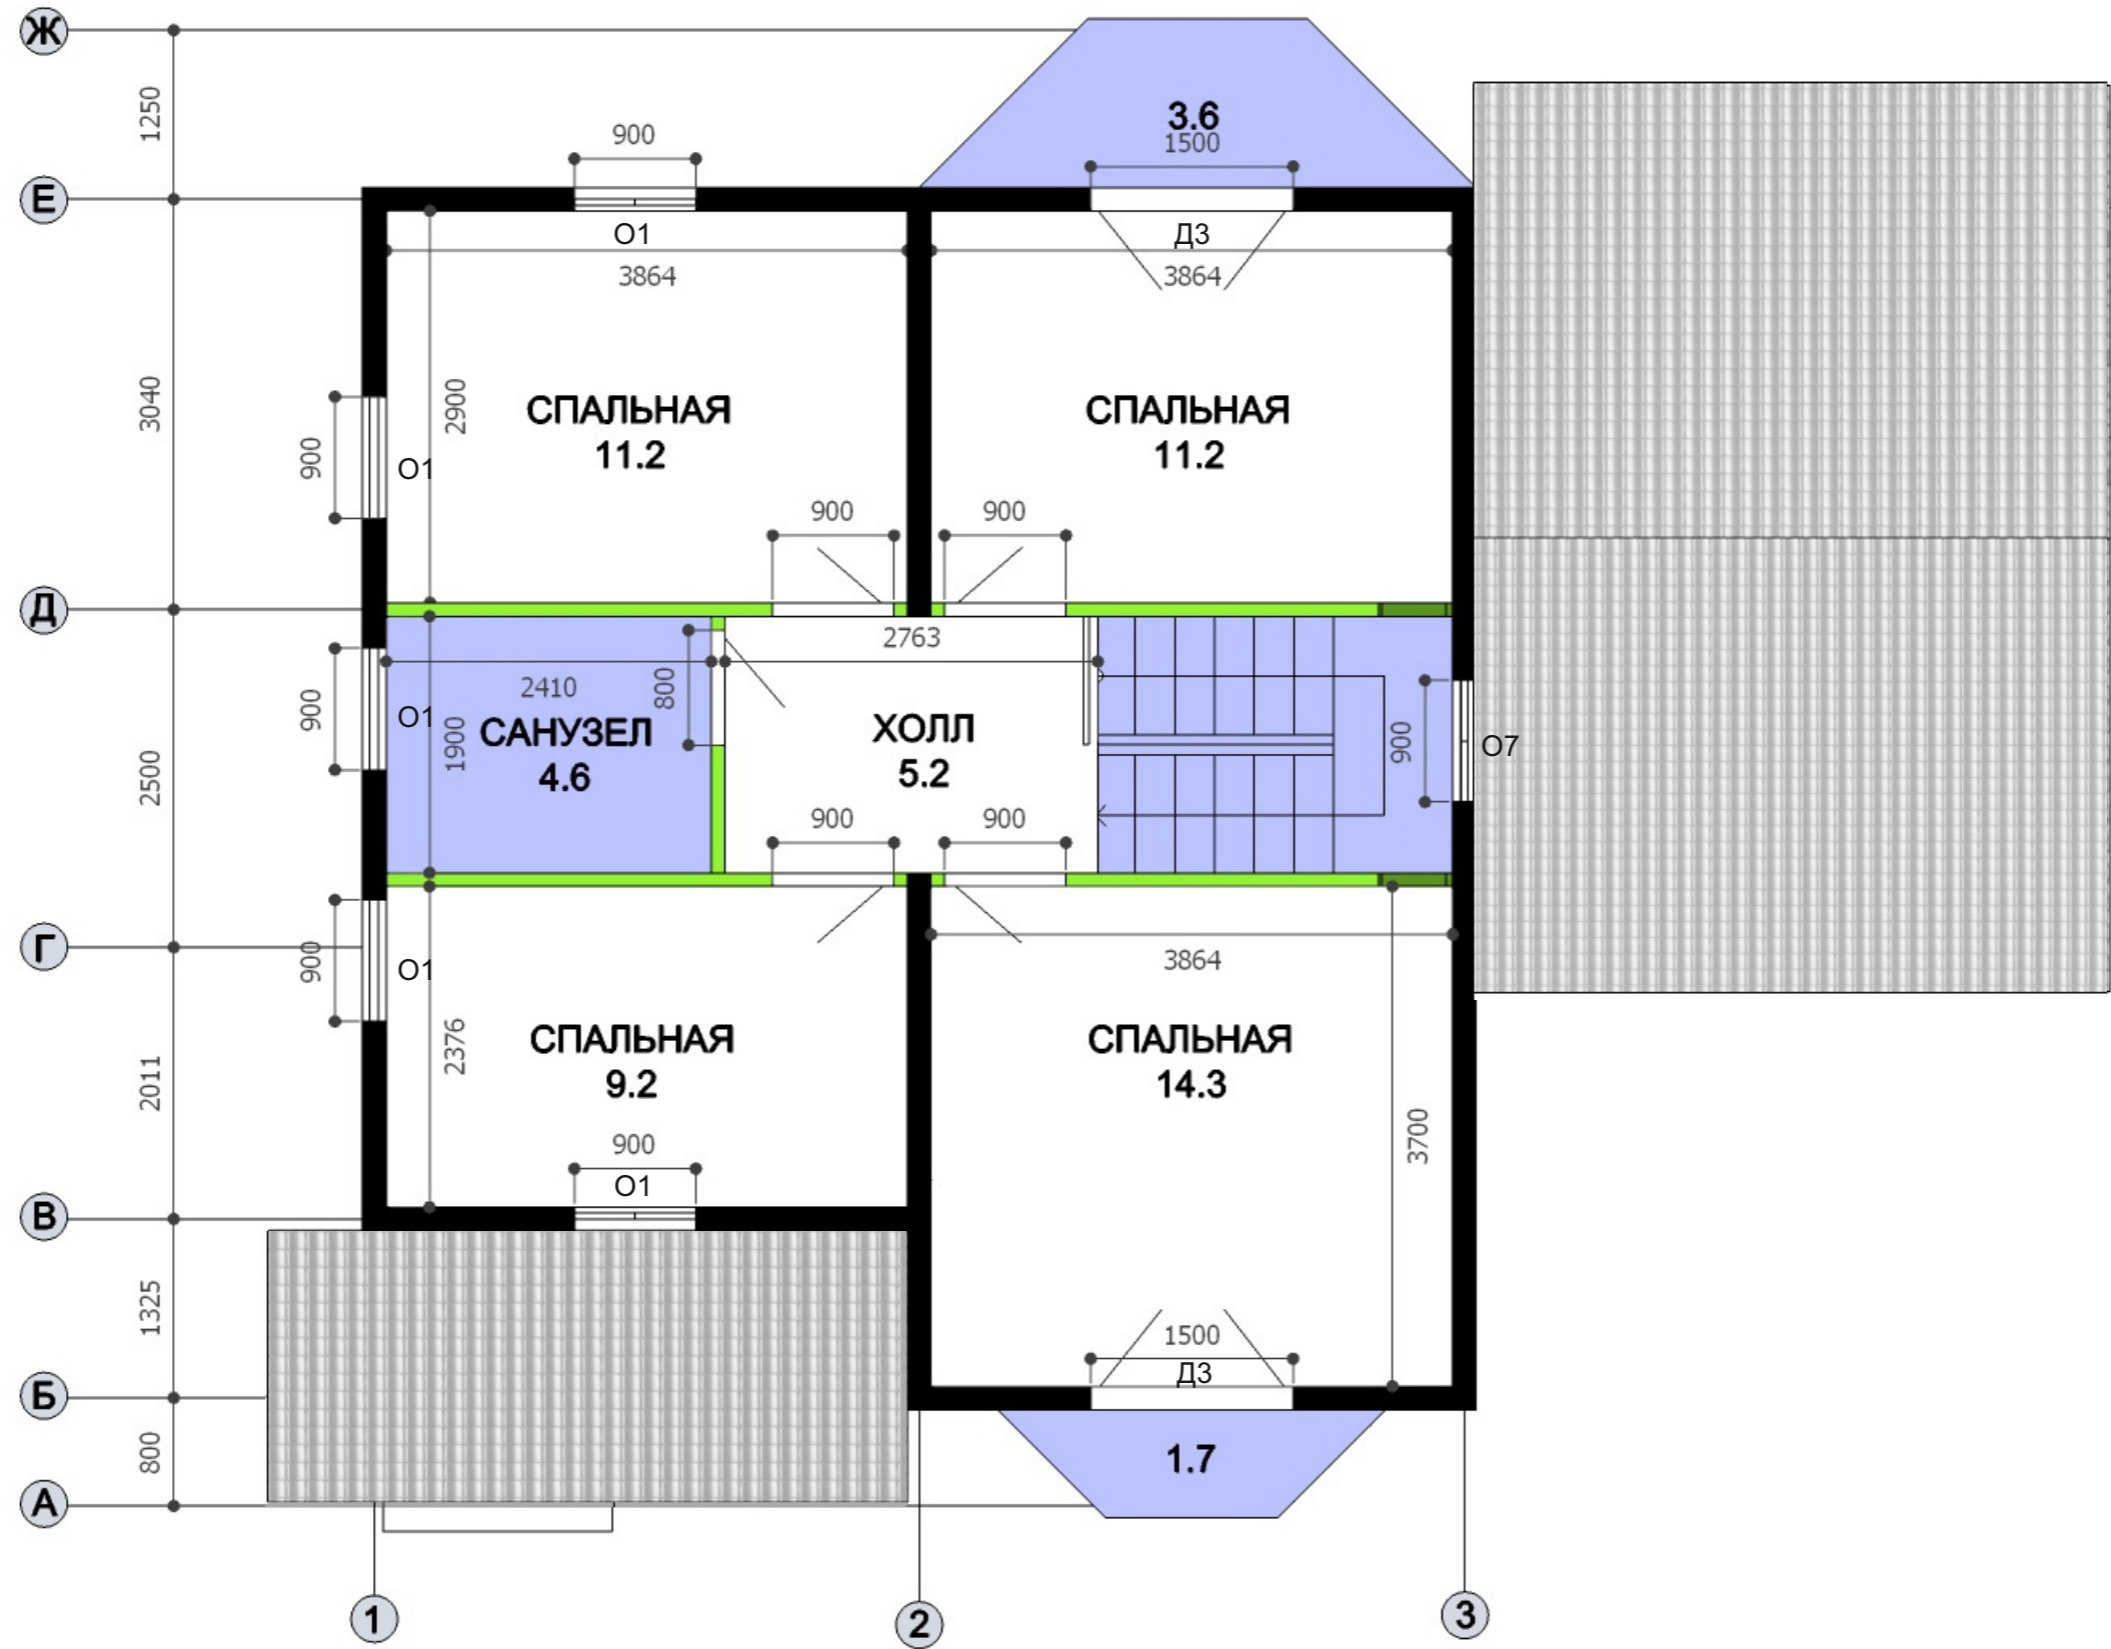 Ж
1250
3.6
1500
900
Е
О1
Д3
3864
3864
3040
2900
СПАЛЬНАЯ
11.2
СПАЛЬНАЯ
11.2
900
О1
900
900
Д
2763
2410
800
900
О1
1900
САНУЗЕЛ
4.6
ХОЛЛ
5.2
900
О7
2500
900
900
Г
900
О1
3864
2011
2376
СПАЛЬНАЯ
9.2
СПАЛЬНАЯ
14.3
3700
900
О1
В
1325
1500
Д3
Б
800
1.7
А
1
2
3